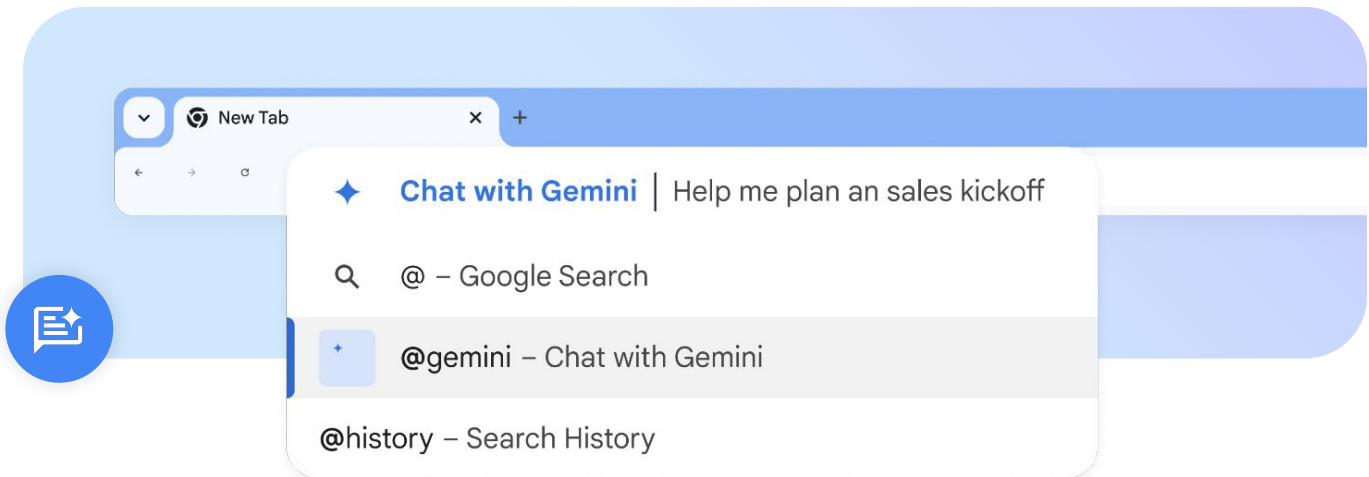 New Tab
Chat with Gemini | Help me plan an sales kickoff
@ – Google Search
@gemini – Chat with Gemini
@history – Search History